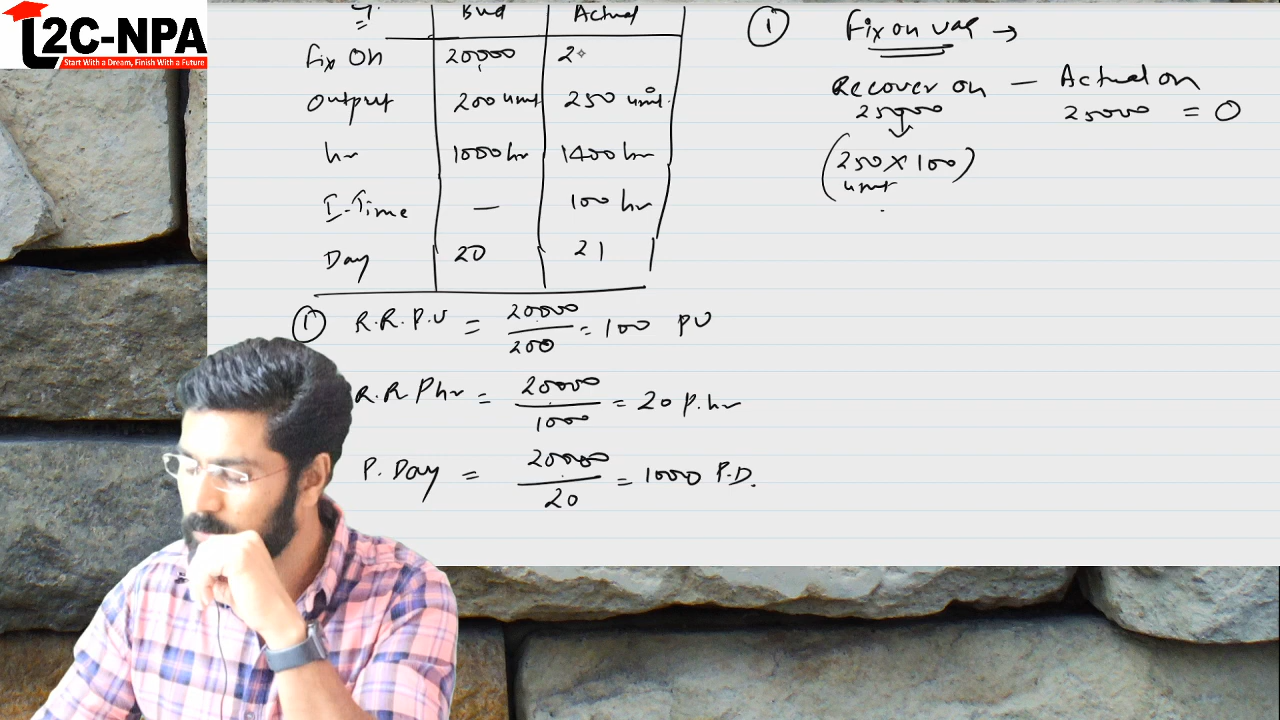 L2C-NPA
Start With a Dream, Finish With a Future
Bud Actual
Fix OH 20000
Output 200 unit 250 unit.
hr 1000 hr 1400 hr
I-Time — 100 hr
Day 20 21
① R.R.P.U = 20000/200 = 100 PU
R.R Phr = 20000/1000 = 20 P.hr
P. Day = 20000/20 = 1000 P.D.
① Fix OH Var →
Recover OH — Actual OH
25000 25000 = 0
(250 × 100)
unit